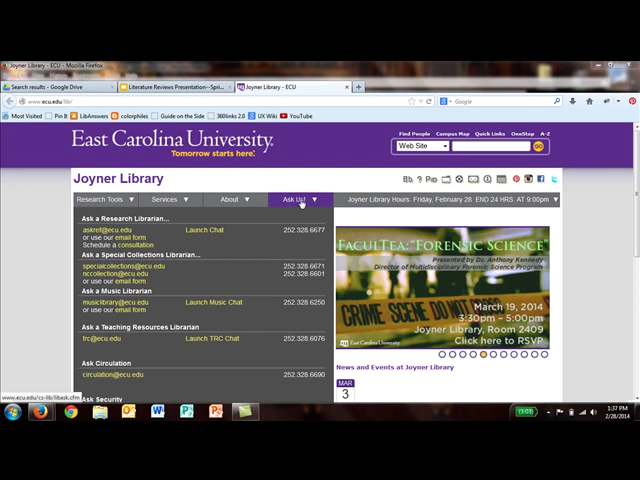 Joyner Library - ECU - Mozilla Firefox
Search results - Google Drive
Literature Reviews Presentation--Spri...
Joyner Library - ECU
www.ecu.edu/lib/
Google
Most Visited Pin It LibAnswers colorphiles Guide on the Side 360links 2.0 UX Wiki YouTube
East Carolina University.
Tomorrow starts here.
Find People Campus Map Quick Links OneStop A-Z
Web Site GO
Joyner Library
Research Tools Services About Ask Us! Joyner Library Hours: Friday, February 28 END 24 HRS. AT 9:00pm
Ask a Research Librarian...
askref@ecu.edu Launch Chat 252.328.6677
or use our email form
Schedule a consultation
Ask a Special Collections Librarian...
specialcollections@ecu.edu 252.328.6671
nccollection@ecu.edu 252.328.6601
or use our email form
Ask a Music Librarian
musiclibrary@ecu.edu Launch Music Chat 252.328.6250
Ask a Teaching Resources Librarian
trc@ecu.edu Launch TRC Chat 252.328.6076
Ask Circulation
circulation@ecu.edu 252.328.6690
Ask Security
FaculTea: "Forensic Science"
Presented by Dr. Anthony Kennedy
Director of Multidisciplinary Forensic Science Program
CRIME SCENE DO NOT CROSS
March 19, 2014
3:30pm - 5:00pm
Joyner Library, Room 2409
Click here to RSVP
East Carolina University
News and Events at Joyner Library
MAR
3
www.ecu.edu/cs-lib/libask.cfm
(3:03)
1:37 PM
2/28/2014